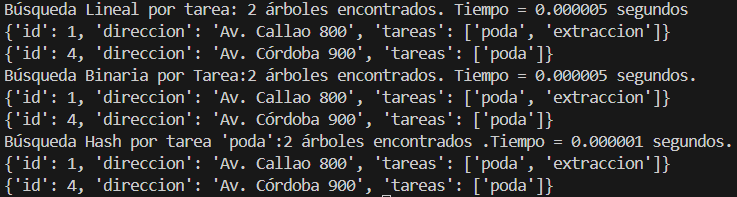 Búsqueda Lineal por tarea: 2 árboles encontrados. Tiempo = 0.000005 segundos
{'id': 1, 'direccion': 'Av. Callao 800', 'tareas': ['poda', 'extraccion']}
{'id': 4, 'direccion': 'Av. Córdoba 900', 'tareas': ['poda']}
Búsqueda Binaria por Tarea:2 árboles encontrados. Tiempo = 0.000005 segundos.
{'id': 1, 'direccion': 'Av. Callao 800', 'tareas': ['poda', 'extraccion']}
{'id': 4, 'direccion': 'Av. Córdoba 900', 'tareas': ['poda']}
Búsqueda Hash por tarea 'poda':2 árboles encontrados .Tiempo = 0.000001 segundos.
{'id': 1, 'direccion': 'Av. Callao 800', 'tareas': ['poda', 'extraccion']}
{'id': 4, 'direccion': 'Av. Córdoba 900', 'tareas': ['poda']}